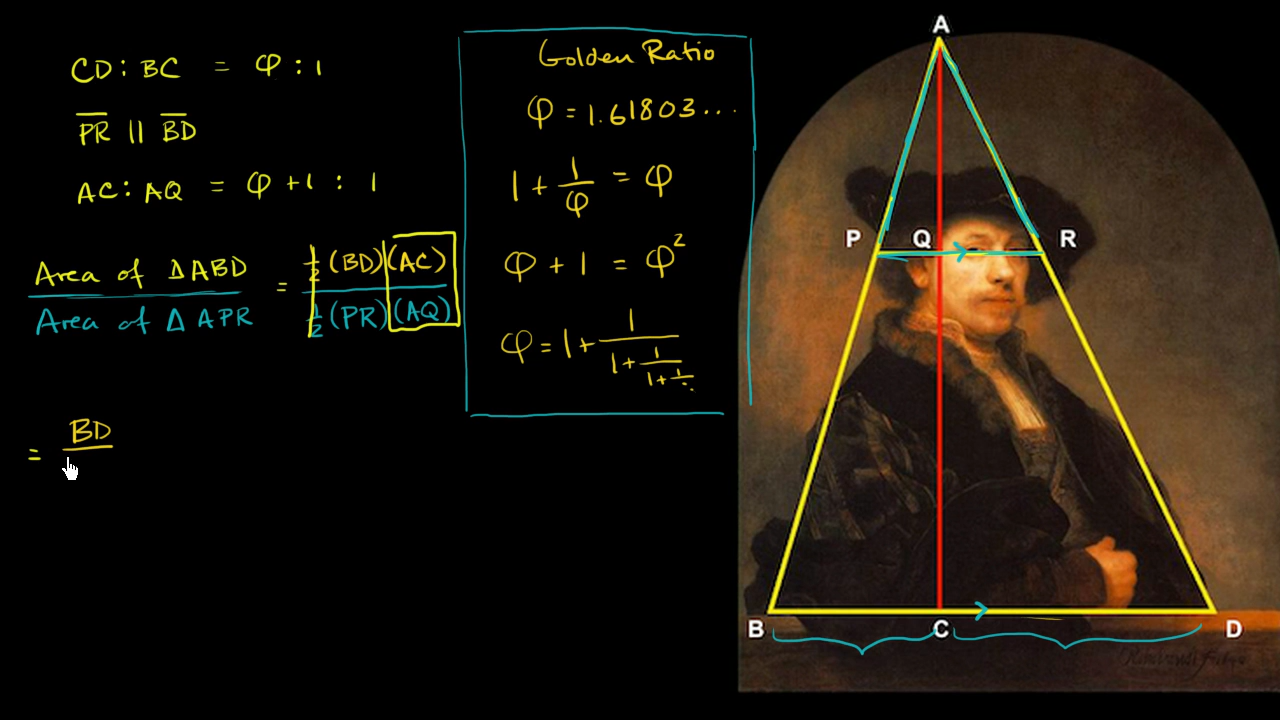 CD : BC = φ : 1
PR || BD
AC : AQ = φ + 1 : 1
Area of ΔABD / Area of ΔAPR = ½ (BD)(AC) / ½ (PR)(AQ)
= BD
Golden Ratio
φ = 1.61803...
1 + 1/φ = φ
φ + 1 = φ²
φ = 1 + 1/(1 + 1/(1 + 1/...
A
P Q R
B C D